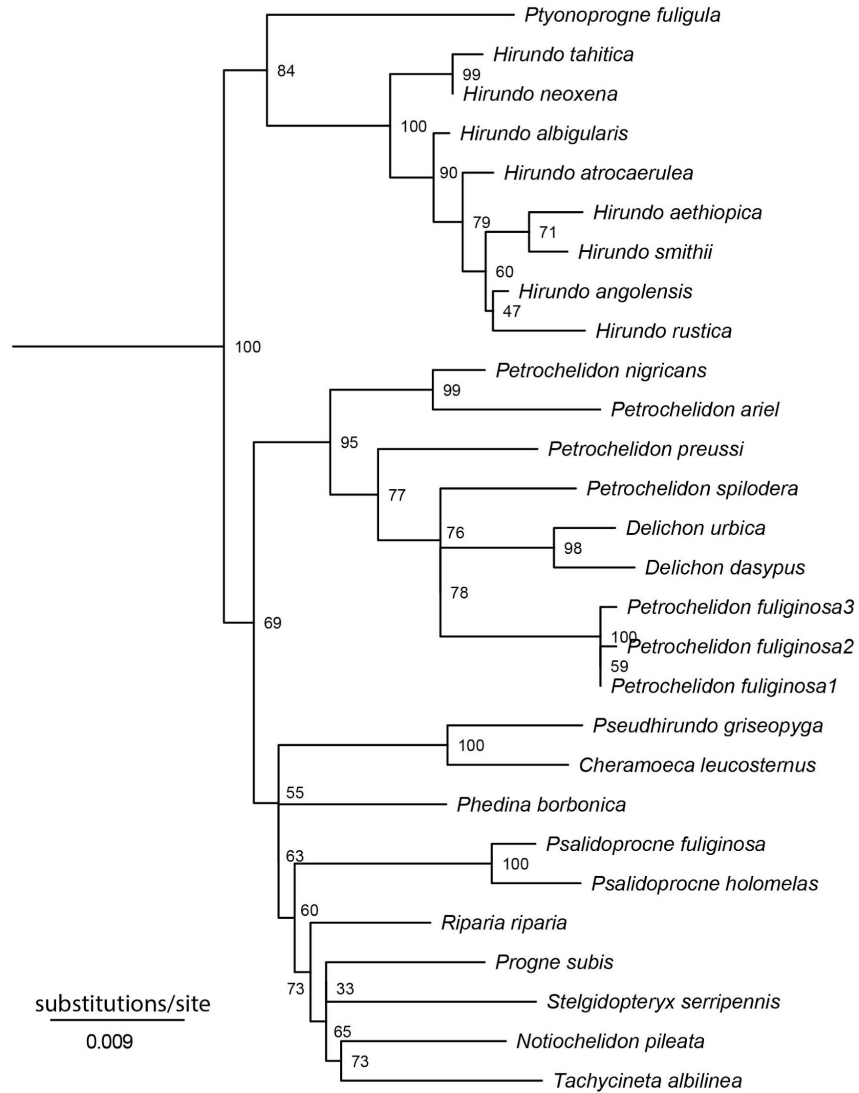 Ptyonoprogne fuligula
Hirundo tahitica
84
99
Hirundo neoxena
100
Hirundo albigularis
90
Hirundo atrocaerulea
Hirundo aethiopica
79
71
Hirundo smithii
60
Hirundo angolensis
47
Hirundo rustica
100
Petrochelidon nigricans
99
Petrochelidon ariel
95
Petrochelidon preussi
77
Petrochelidon spilodera
76
Delichon urbica
98
Delichon dasypus
78
Petrochelidon fuliginosa3
69
100
Petrochelidon fuliginosa2
59
Petrochelidon fuliginosa1
Pseudhirundo griseopyga
100
Cheramoeca leucosternus
55
Phedina borbonica
Psalidoprocne fuliginosa
63
100
Psalidoprocne holomelas
60
Riparia riparia
Progne subis
73
33
Stelgidopteryx serripennis
substitutions/site
65
Notiochelidon pileata
0.009
73
Tachycineta albilinea